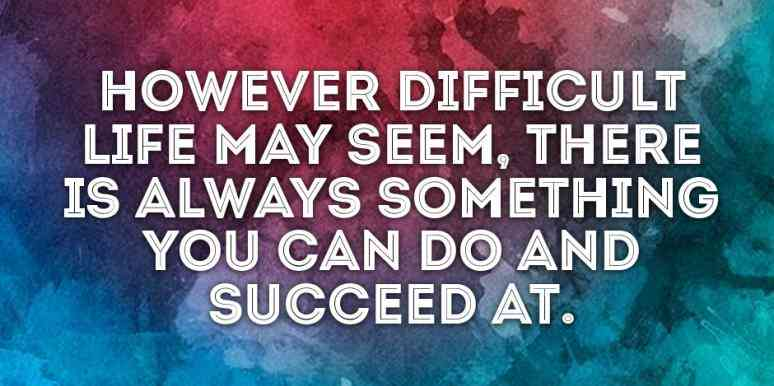 HOWEVER DIFFICULT
LIFE MAY SEEM, THERE
IS ALWAYS SOMETHING
YOU CAN DO AND
SUCCEED AT.